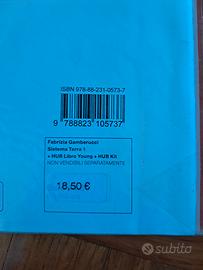 ISBN 978-88-231-0573-7
9 788823 105737
Fabrizia Gamberucci
Sistema Terra 1
+ HUB Libro Young + HUB Kit
NON VENDIBILI SEPARATAMENTE
18,50 €
subito